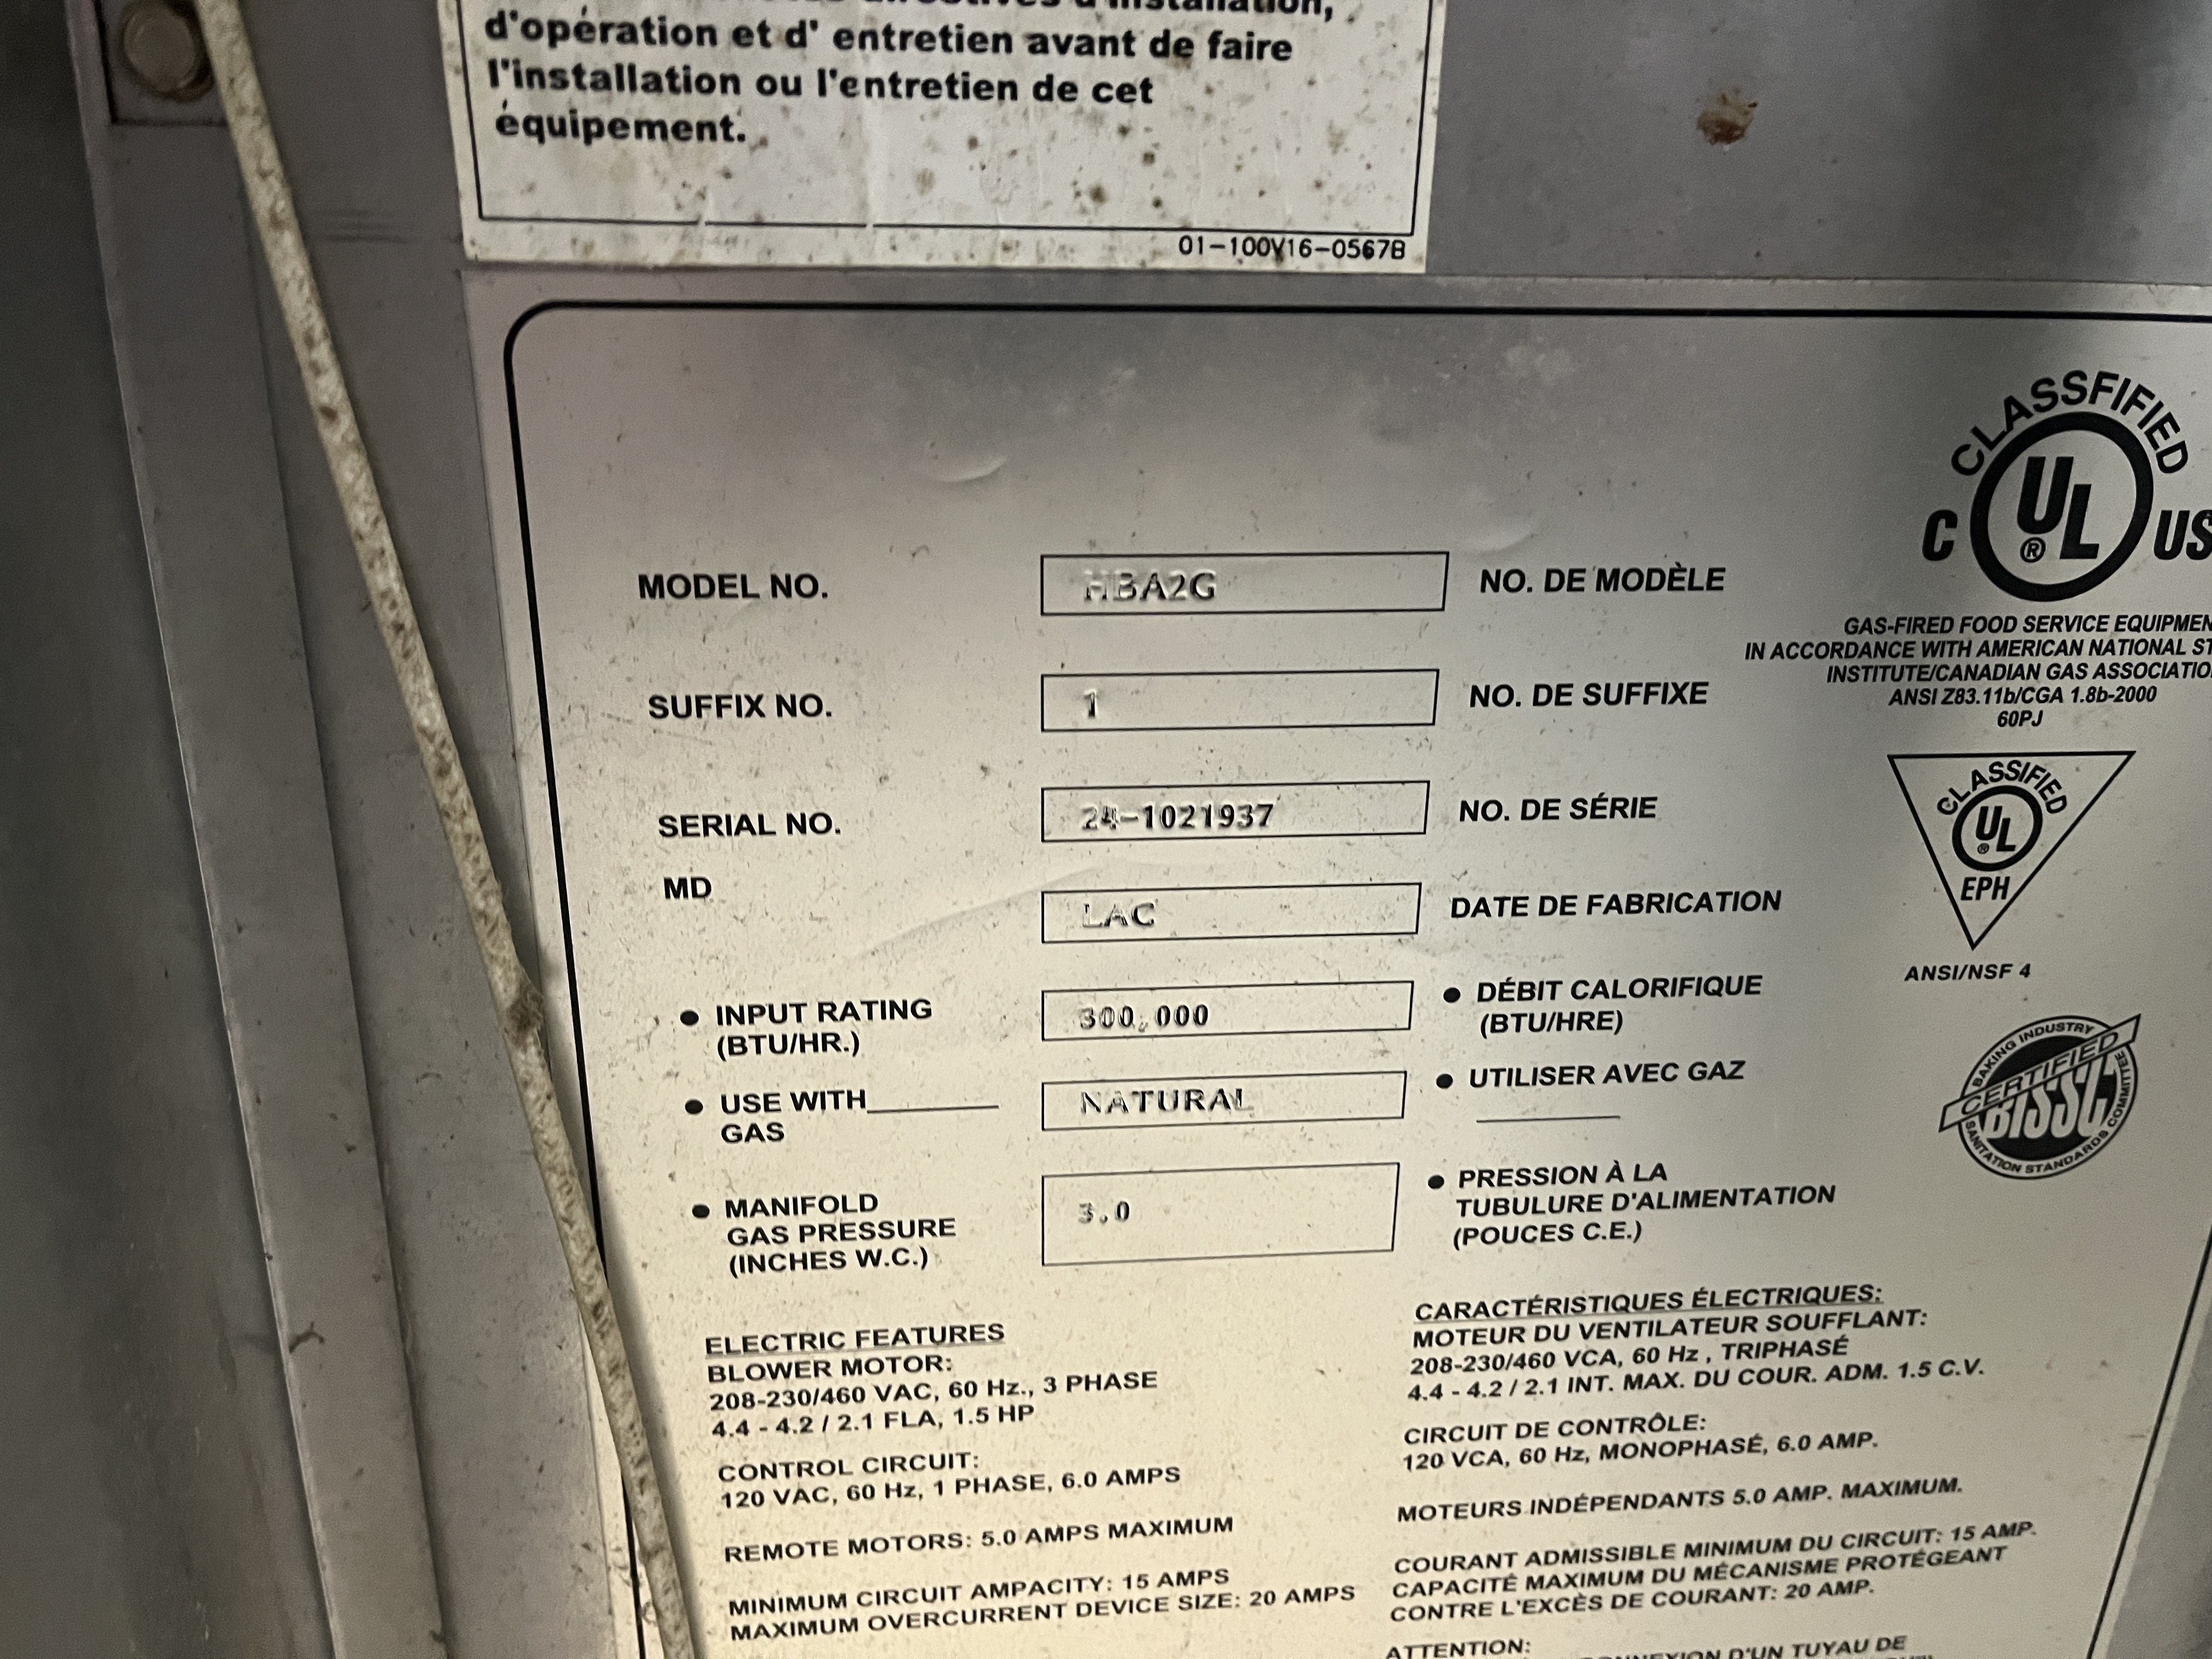 d'opération et d' entretien avant de faire
l'installation ou l'entretien de cet
équipement.
01-100V16-0567B
CLASSFIFIED
C UL ® US
GAS-FIRED FOOD SERVICE
IN ACCORDANCE WITH AMERICAN NATIONAL
INSTITUTE/CANADIAN GAS
ANSI Z83.11b/CGA 1.8b-2000
60PJ
CLASSIFIED
UL ®
EPH
ANSI/NSF 4
BAKING INDUSTRY
CERTIFIED
BISSC
SANITATION STANDARDS COMMITTEE
MODEL NO. HBA2G NO. DE MODÈLE
SUFFIX NO. 1 NO. DE SUFFIXE
SERIAL NO. 24-1021937 NO. DE SÉRIE
MD LAC DATE DE FABRICATION
● INPUT RATING 300,000 ● DÉBIT CALORIFIQUE
(BTU/HR.) (BTU/HRE)
● USE WITH________ NATURAL ● UTILISER AVEC GAZ
GAS ________
● MANIFOLD 3.0 ● PRESSION À LA
GAS PRESSURE TUBULURE D'ALIMENTATION
(INCHES W.C.) (POUCES C.E.)
ELECTRIC FEATURES
BLOWER MOTOR:
208-230/460 VAC, 60 Hz., 3 PHASE
4.4 - 4.2 / 2.1 FLA, 1.5 HP
CONTROL CIRCUIT:
120 VAC, 60 Hz, 1 PHASE, 6.0 AMPS
REMOTE MOTORS: 5.0 AMPS MAXIMUM
MINIMUM CIRCUIT AMPACITY: 15 AMPS
MAXIMUM OVERCURRENT DEVICE SIZE: 20 AMPS
CARACTÉRISTIQUES ÉLECTRIQUES:
MOTEUR DU VENTILATEUR SOUFFLANT:
208-230/460 VCA, 60 Hz , TRIPHASÉ
4.4 - 4.2 / 2.1 INT. MAX. DU COUR. ADM. 1.5 C.V.
CIRCUIT DE CONTRÔLE:
120 VCA, 60 Hz, MONOPHASÉ, 6.0 AMP.
MOTEURS INDÉPENDANTS 5.0 AMP. MAXIMUM.
COURANT ADMISSIBLE MINIMUM DU CIRCUIT: 15 AMP.
CAPACITÉ MAXIMUM DU MÉCANISME PROTÉGEANT
CONTRE L'EXCÈS DE COURANT: 20 AMP.
ATTENTION:
D'UN TUYAU DE